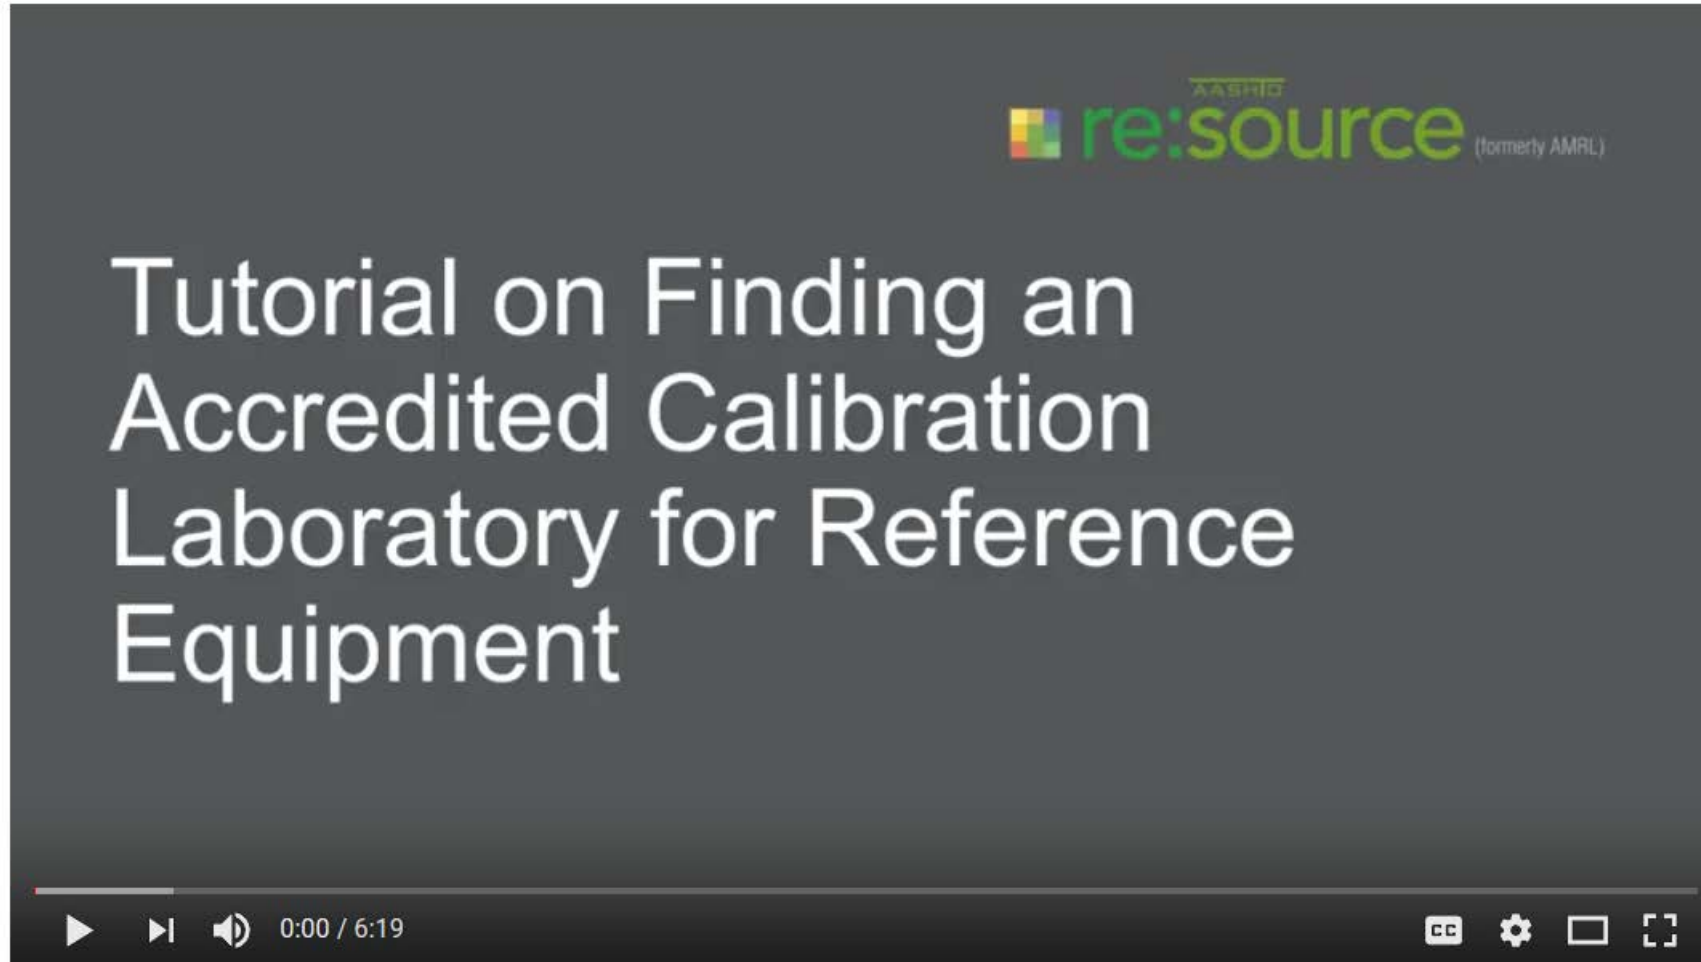 AASHTO
re:source (formerly AMRL)
Tutorial on Finding an
Accredited Calibration
Laboratory for Reference
Equipment
0:00 / 6:19
CC